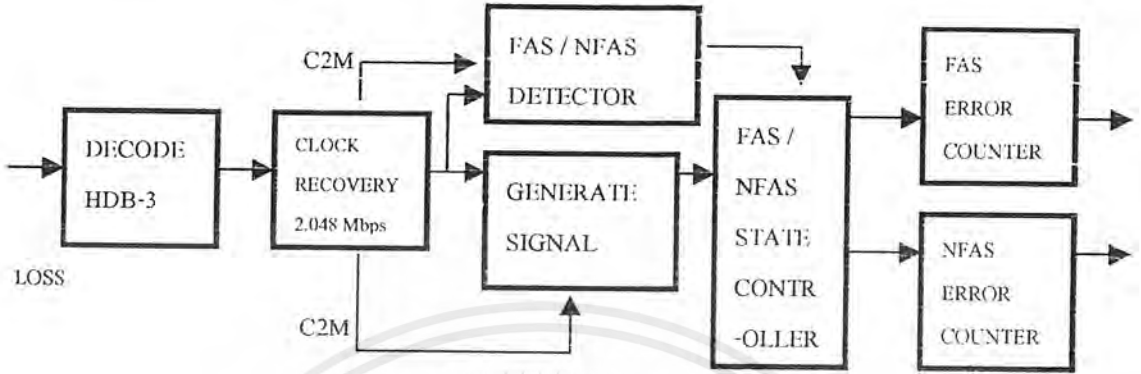 C2M
FAS / NFAS
DETECTOR
DECODE
HDB-3
CLOCK
RECOVERY
2.048 Mbps
GENERATE
SIGNAL
FAS /
NFAS
STATE
CONTR
-OLLER
FAS
ERROR
COUNTER
NFAS
ERROR
COUNTER
LOSS
C2M